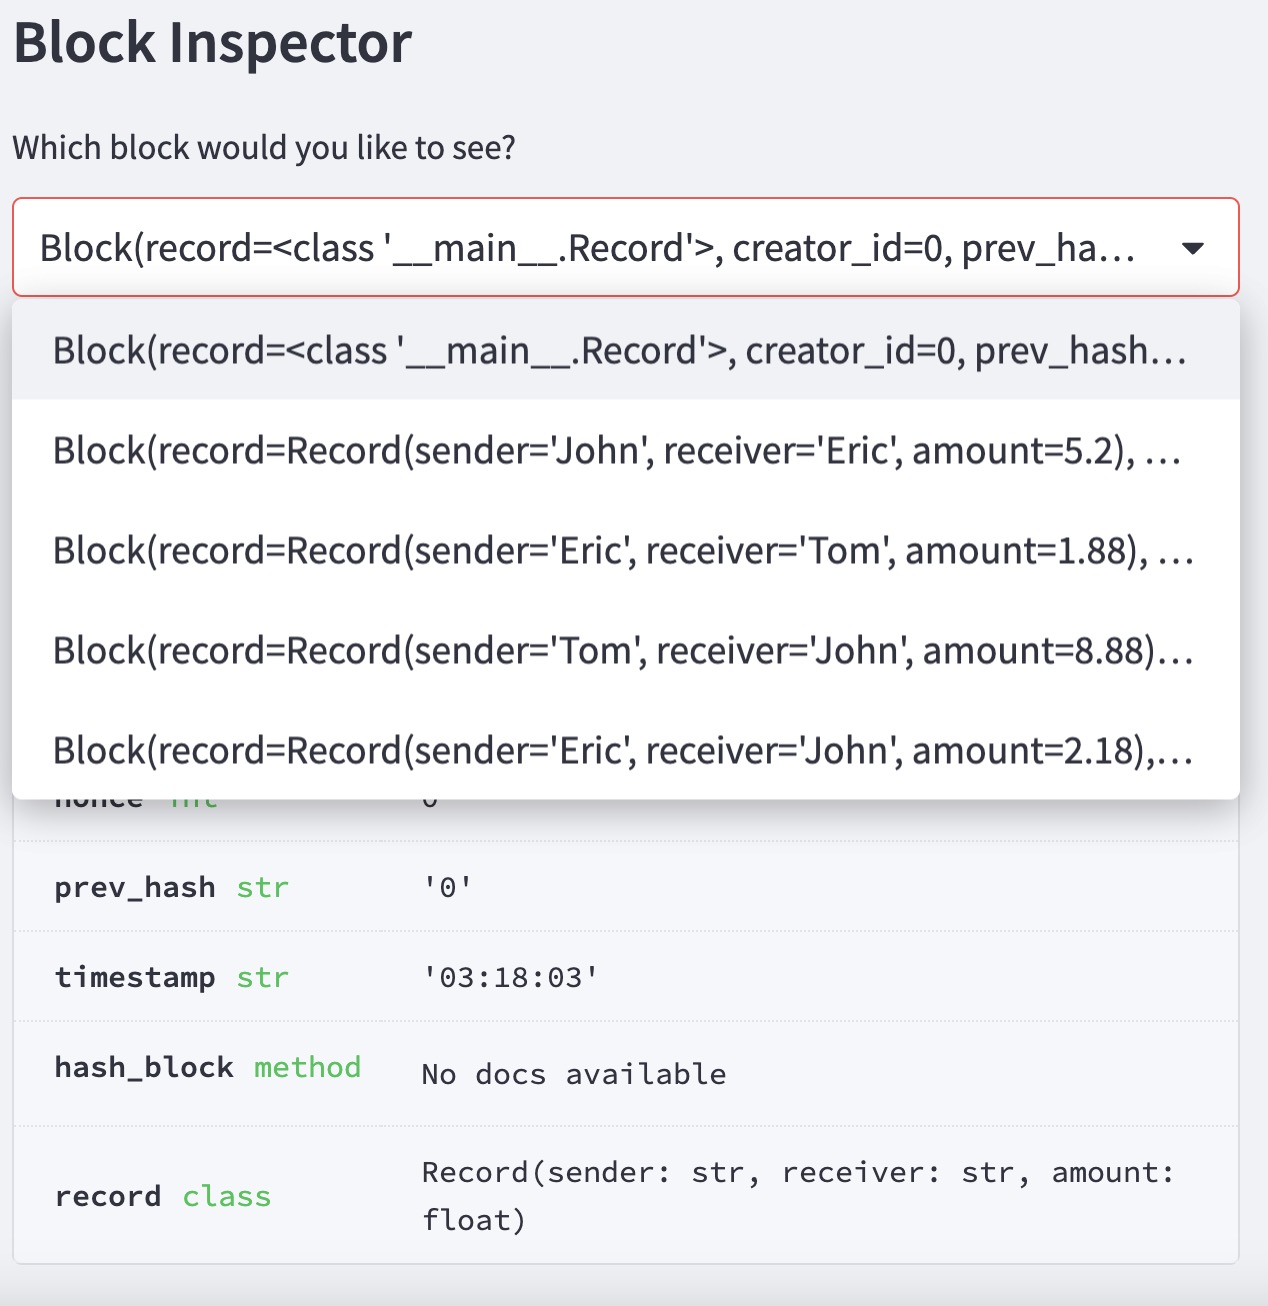 Block Inspector
Which block would you like to see?
Block(record=<class '__main__.Record'>, creator_id=0, prev_ha...
Block(record=<class '__main__.Record'>, creator_id=0, prev_hash...
Block(record=Record(sender='John', receiver='Eric', amount=5.2), ...
Block(record=Record(sender='Eric', receiver='Tom', amount=1.88), ...
Block(record=Record(sender='Tom', receiver='John', amount=8.88)...
Block(record=Record(sender='Eric', receiver='John', amount=2.18),...
nonce int 0
prev_hash str '0'
timestamp str '03:18:03'
hash_block method No docs available
record class Record(sender: str, receiver: str, amount:
float)